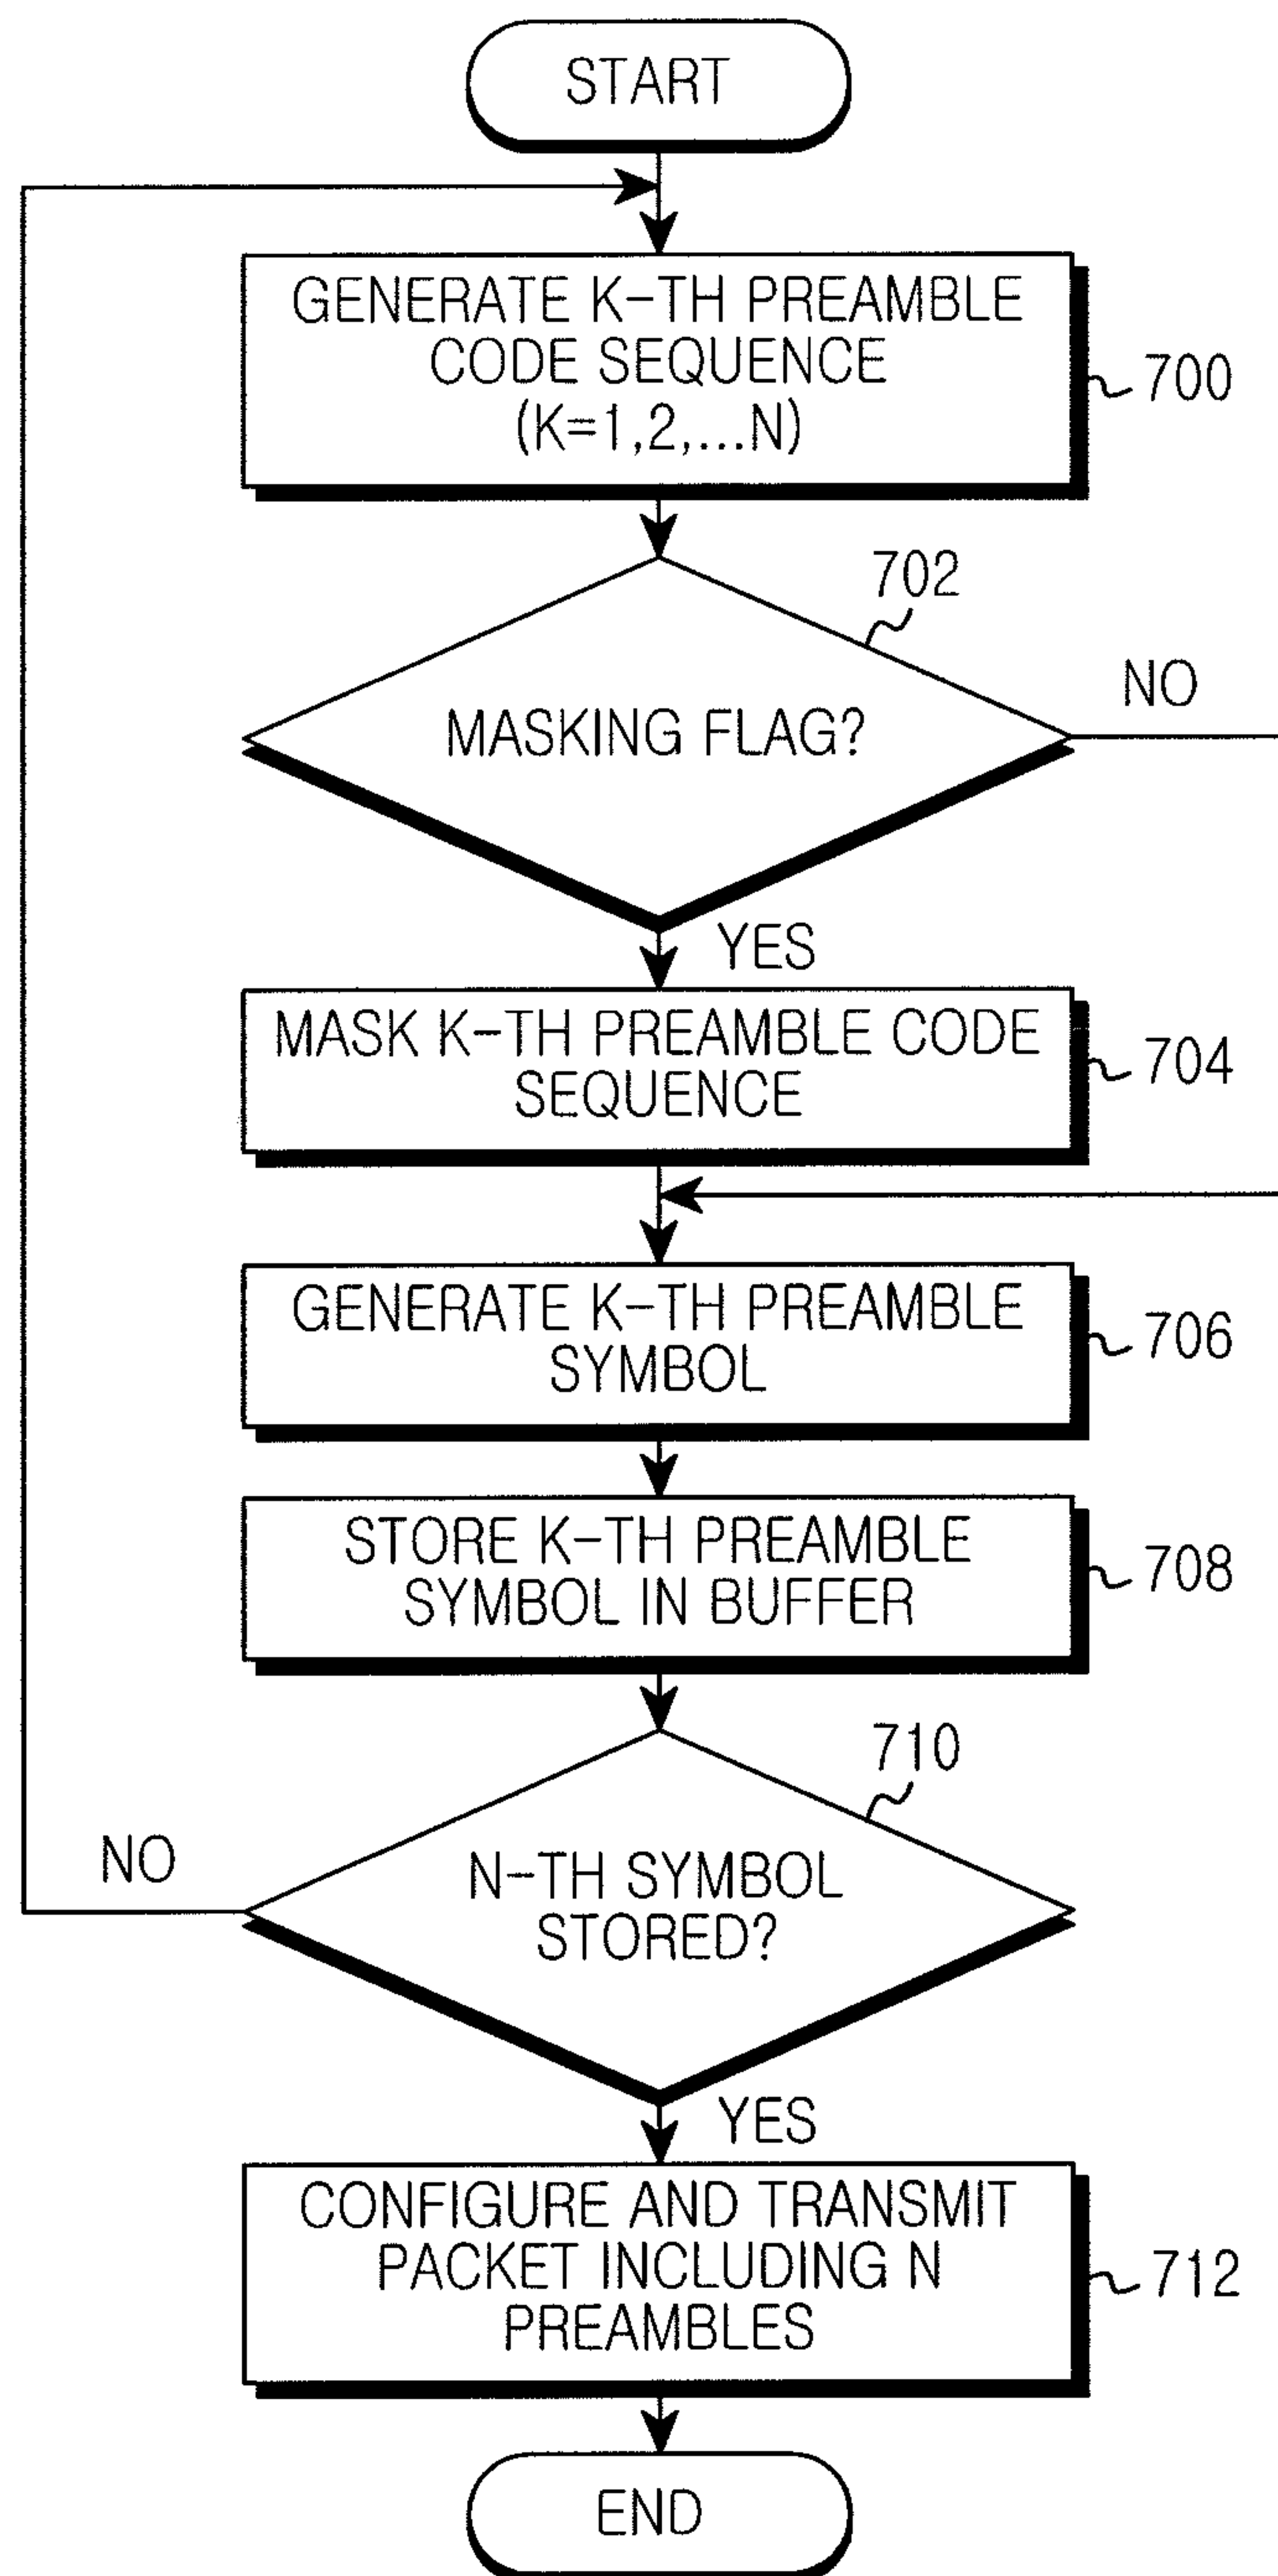 START
GENERATE K-TH PREAMBLE
CODE SEQUENCE
(K=1,2,...N)
700
702
MASKING FLAG?
NO
YES
MASK K-TH PREAMBLE CODE
SEQUENCE
704
GENERATE K-TH PREAMBLE
SYMBOL
706
STORE K-TH PREAMBLE
SYMBOL IN BUFFER
708
710
NO
N-TH SYMBOL
STORED?
YES
CONFIGURE AND TRANSMIT
PACKET INCLUDING N
PREAMBLES
712
END